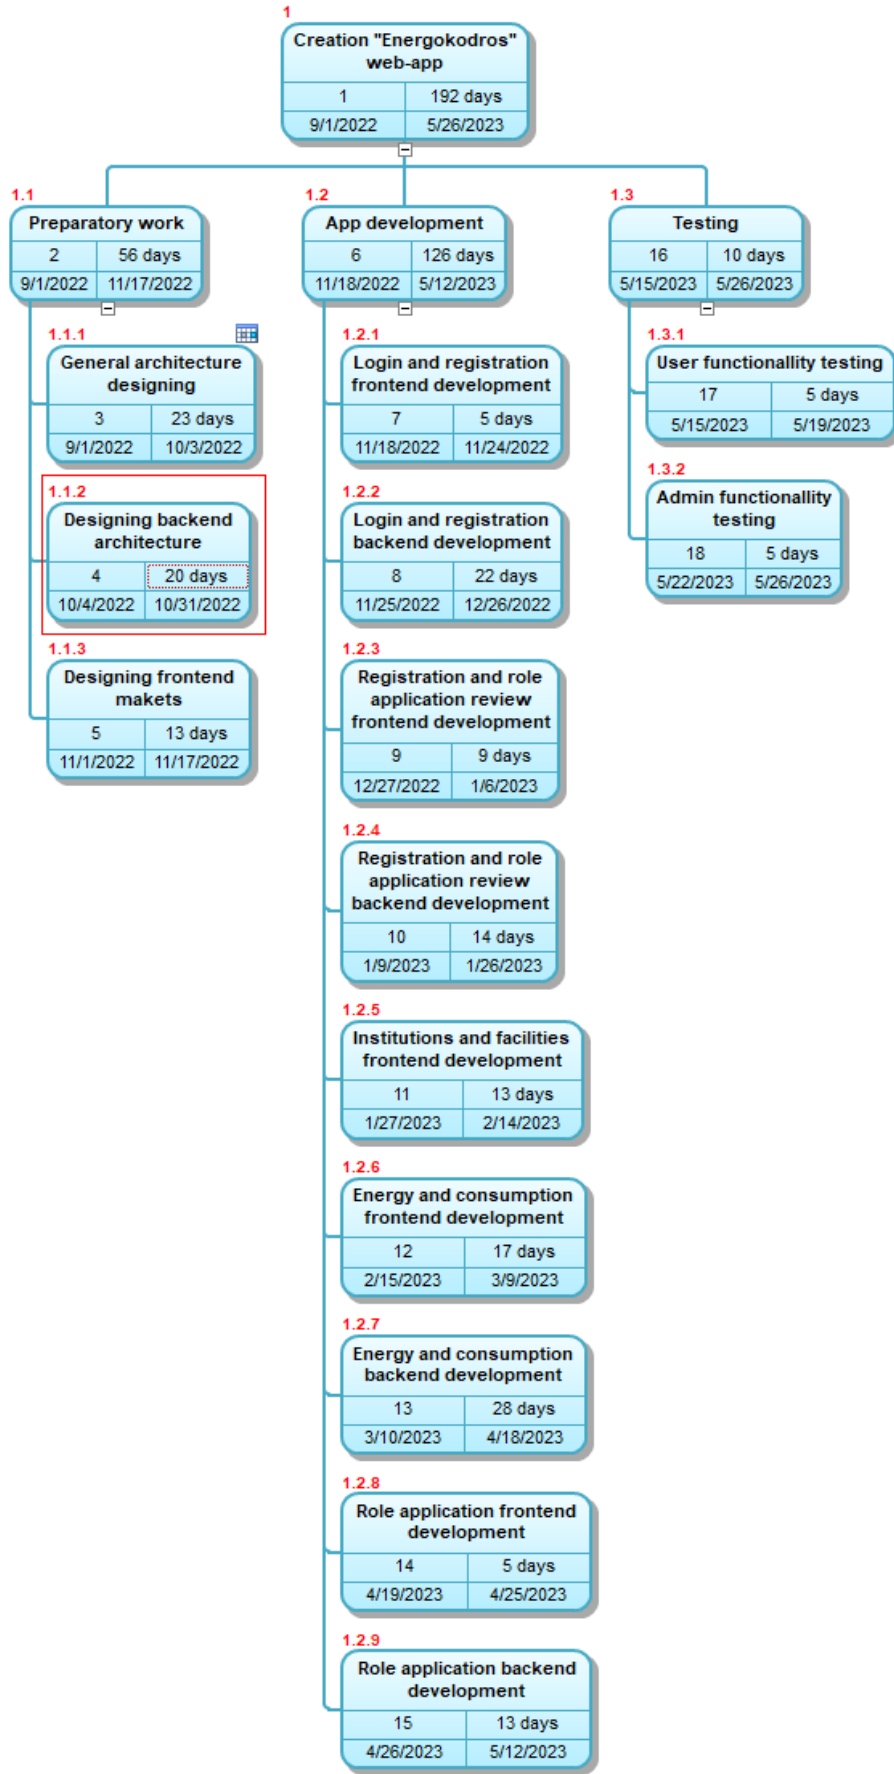 1
Creation "Energokodros"
web-app
1 192 days
9/1/2022 5/26/2023
1.1
Preparatory work
2 56 days
9/1/2022 11/17/2022
1.1.1
General architecture
designing
3 23 days
9/1/2022 10/3/2022
1.1.2
Designing backend
architecture
4 20 days
10/4/2022 10/31/2022
1.1.3
Designing frontend
makets
5 13 days
11/1/2022 11/17/2022
1.2
App development
6 126 days
11/18/2022 5/12/2023
1.2.1
Login and registration
frontend development
7 5 days
11/18/2022 11/24/2022
1.2.2
Login and registration
backend development
8 22 days
11/25/2022 12/26/2022
1.2.3
Registration and role
application review
frontend development
9 9 days
12/27/2022 1/6/2023
1.2.4
Registration and role
application review
backend development
10 14 days
1/9/2023 1/26/2023
1.2.5
Institutions and facilities
frontend development
11 13 days
1/27/2023 2/14/2023
1.2.6
Energy and consumption
frontend development
12 17 days
2/15/2023 3/9/2023
1.2.7
Energy and consumption
backend development
13 28 days
3/10/2023 4/18/2023
1.2.8
Role application frontend
development
14 5 days
4/19/2023 4/25/2023
1.2.9
Role application backend
development
15 13 days
4/26/2023 5/12/2023
1.3
Testing
16 10 days
5/15/2023 5/26/2023
1.3.1
User functionallity testing
17 5 days
5/15/2023 5/19/2023
1.3.2
Admin functionallity
testing
18 5 days
5/22/2023 5/26/2023